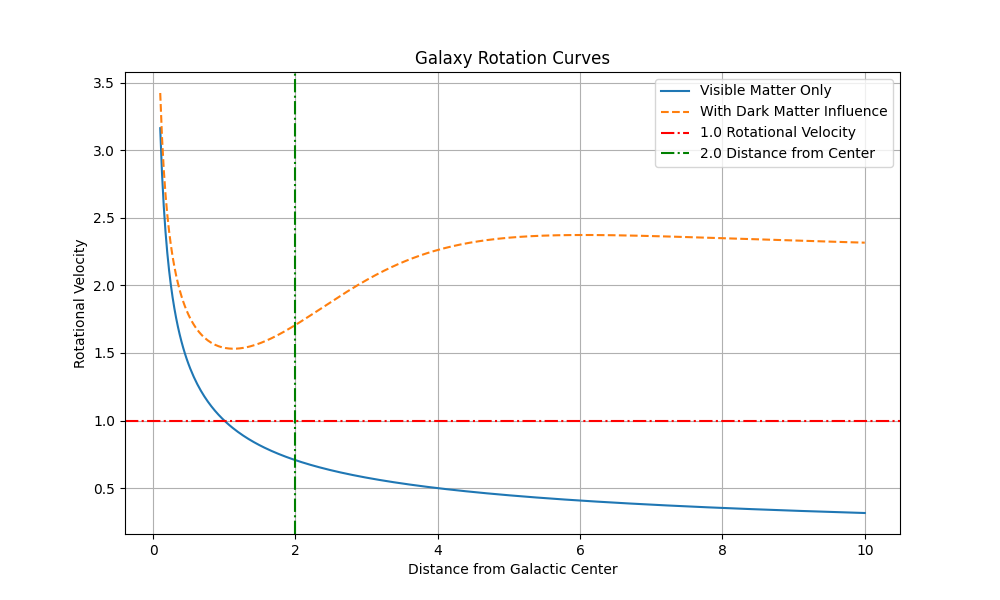 Galaxy Rotation Curves
Visible Matter Only
With Dark Matter Influence
1.0 Rotational Velocity
2.0 Distance from Center
Rotational Velocity
3.5
3.0
2.5
2.0
1.5
1.0
0.5
0 2 4 6 8 10
Distance from Galactic Center